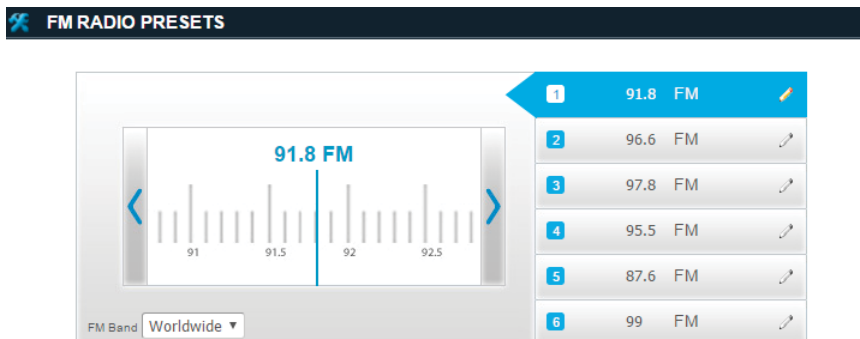 FM RADIO PRESETS
91.8 FM
91 91.5 92 92.5
FM Band Worldwide
1 91.8 FM
2 96.6 FM
3 97.8 FM
4 95.5 FM
5 87.6 FM
6 99 FM